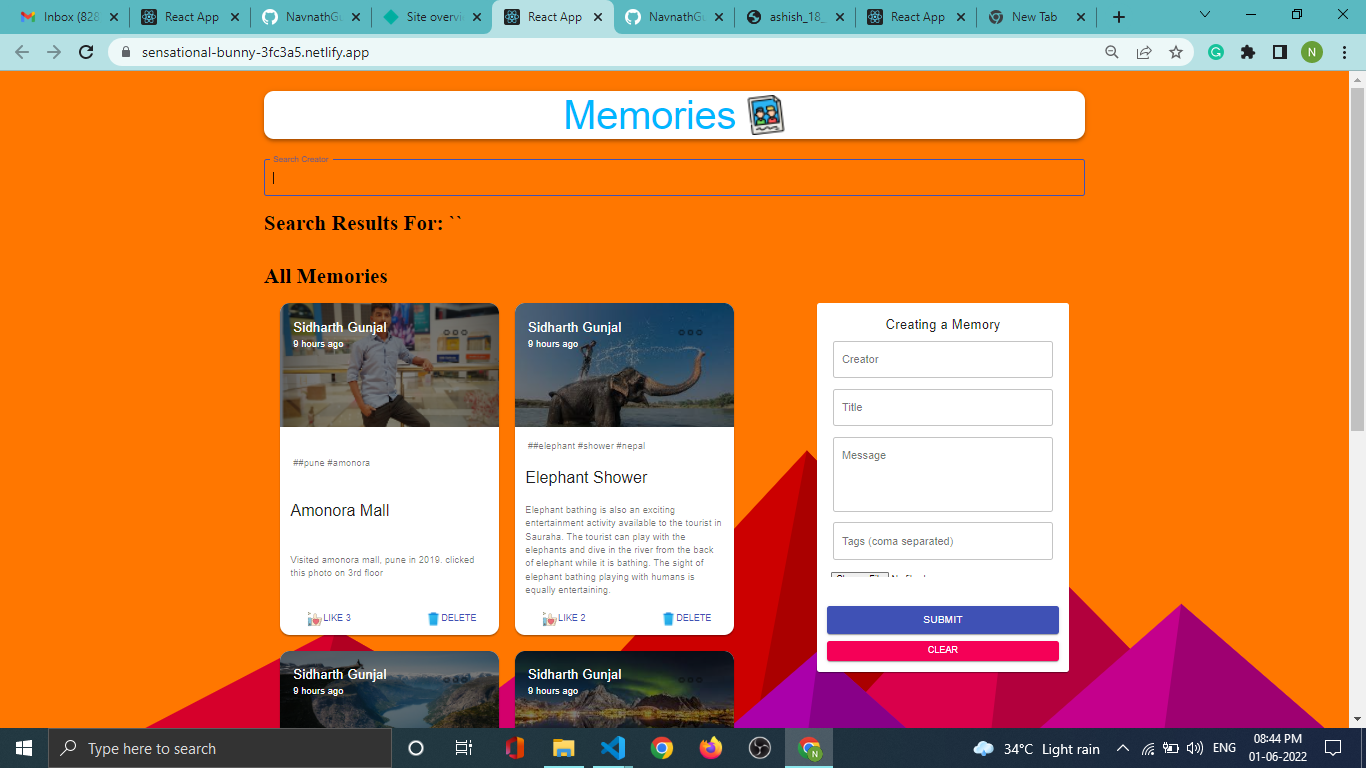 Inbox (828
React App
NavnathGu
Site overvi
React App
NavnathGu
ashish_18_
React App
New Tab
sensational-bunny-3fc3a5.netlify.app
N
Memories
Search Creator
Search Results For: ``
All Memories
Sidharth Gunjal
9 hours ago
##pune #amonora
Amonora Mall
Visited amonora mall, pune in 2019. clicked
this photo on 3rd floor
LIKE 3
DELETE
Sidharth Gunjal
9 hours ago
##elephant #shower #nepal
Elephant Shower
Elephant bathing is also an exciting
entertainment activity available to the tourist in
Sauraha. The tourist can play with the
elephants and dive in the river from the back
of elephant while it is bathing. The sight of
elephant bathing playing with humans is
equally entertaining.
LIKE 2
DELETE
Sidharth Gunjal
9 hours ago
Sidharth Gunjal
9 hours ago
Creating a Memory
Creator
Title
Message
Tags (coma separated)
SUBMIT
CLEAR
Type here to search
N
34°C Light rain
ENG
08:44 PM
01-06-2022